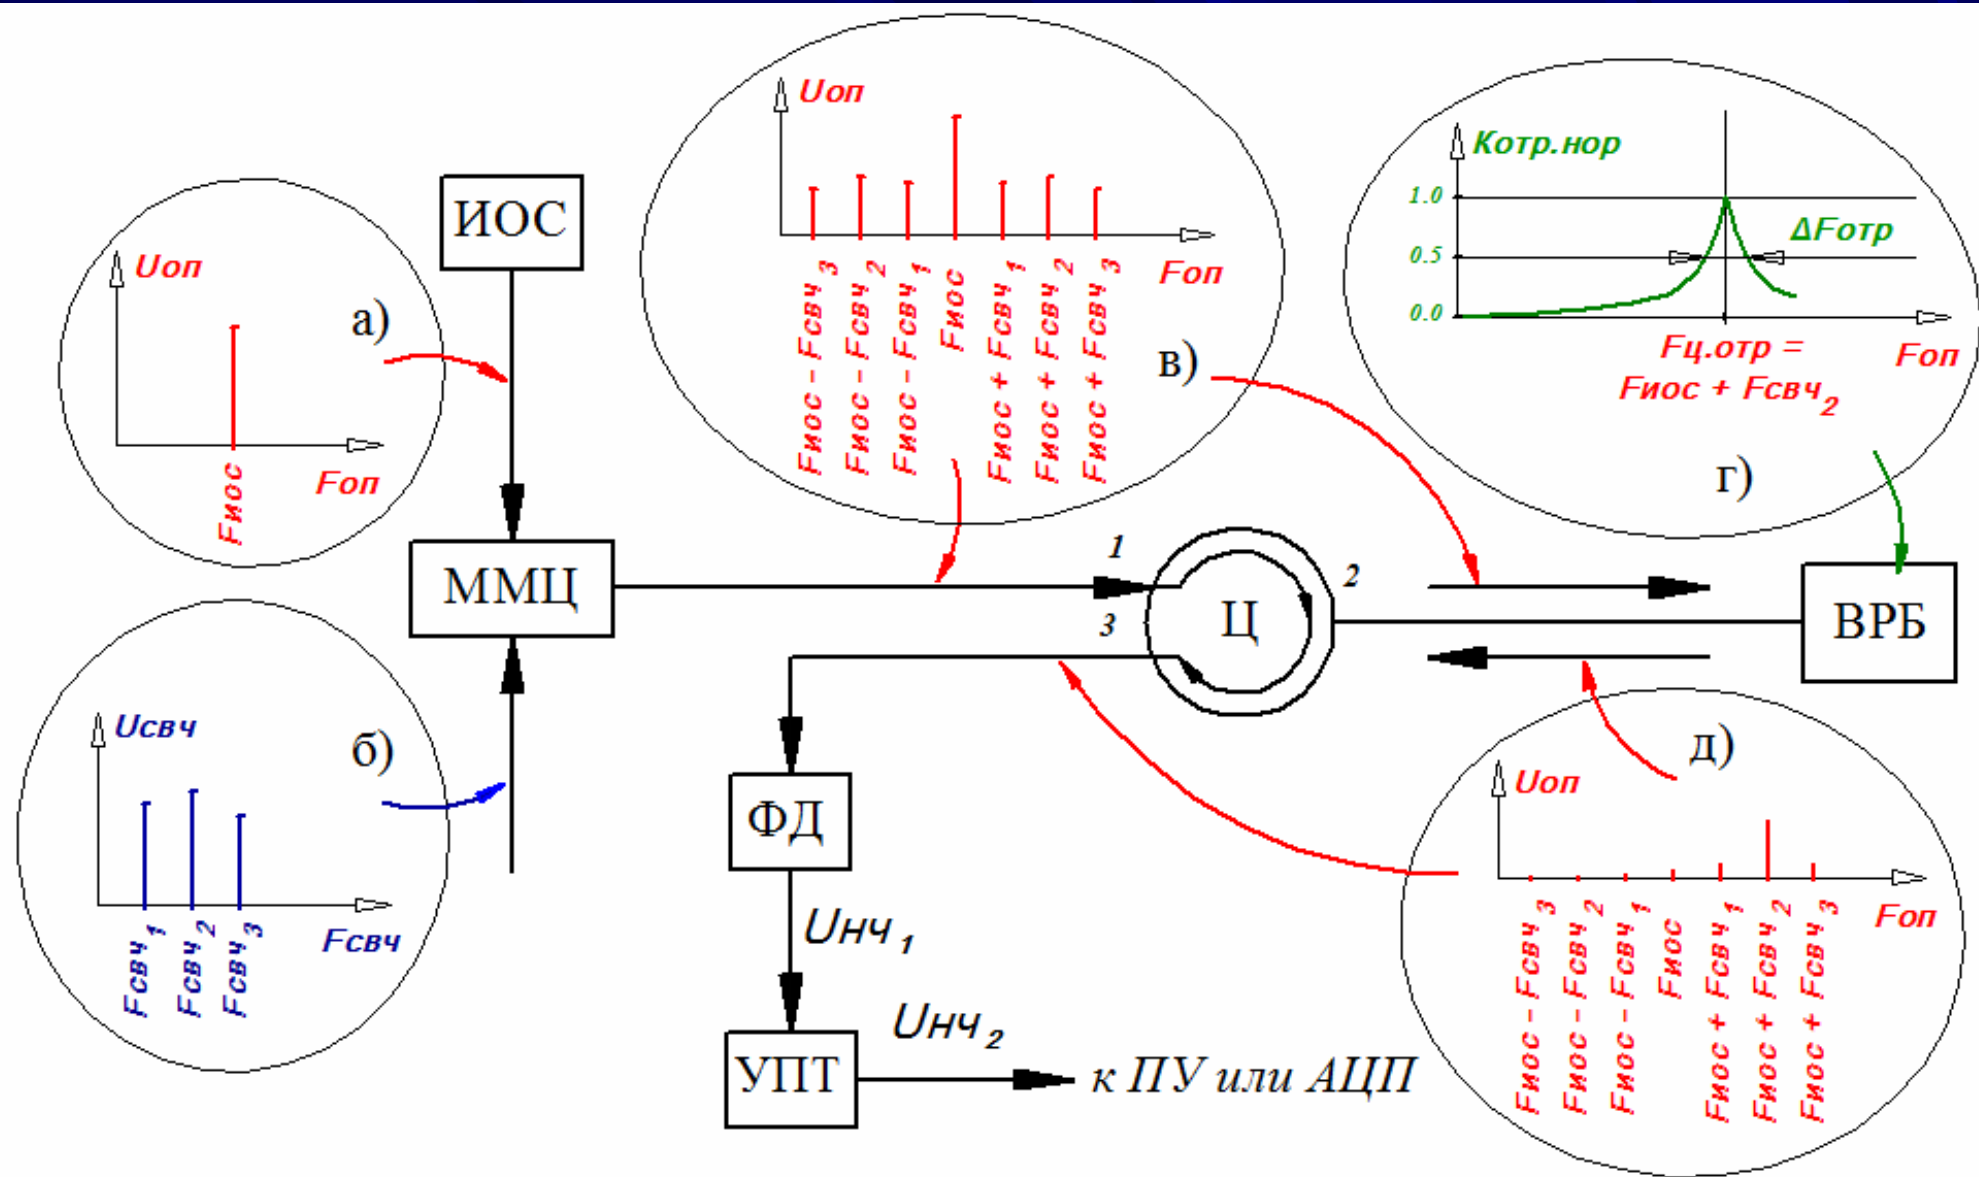 ИОС
Uоп
а)
Fоп
Fиос
ММЦ
Uсвч
б)
Fсвч
Fсвч 1
Fсвч 2
Fсвч 3
Uоп
Fоп
Fиос – Fсвч 3
Fиос – Fсвч 2
Fиос – Fсвч 1
Fиос
Fиос + Fсвч 1
Fиос + Fсвч 2
Fиос + Fсвч 3
в)
Kотр.нор
1.0
ΔFотр
0.5
0.0
Fц.отр =
Fиос + Fсвч 2
Fоп
г)
1
2
3
Ц
ВРБ
ФД
Uнч 1
УПТ
Uнч 2
к ПУ или АЦП
д)
Uоп
Fоп
Fиос – Fсвч 3
Fиос – Fсвч 2
Fиос – Fсвч 1
Fиос
Fиос + Fсвч 1
Fиос + Fсвч 2
Fиос + Fсвч 3